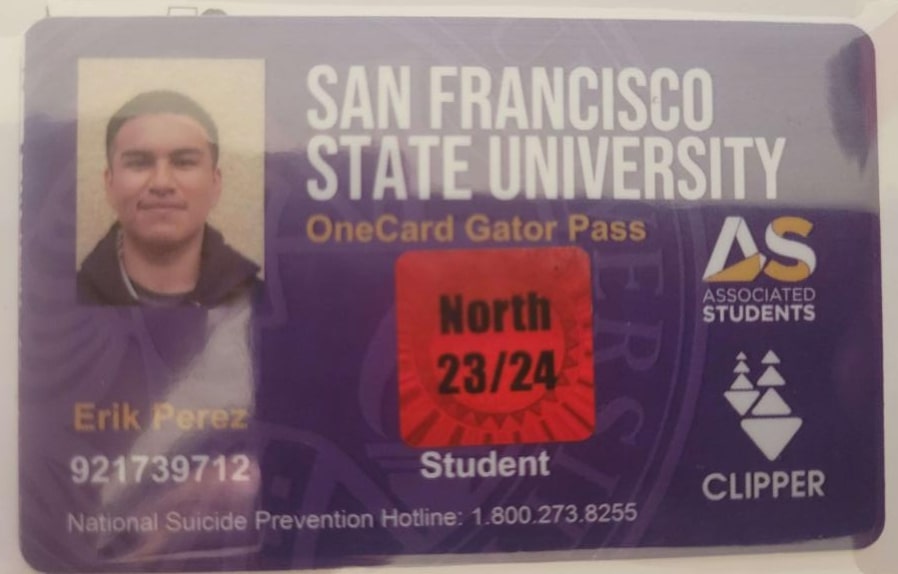 SAN FRANCISCO
STATE UNIVERSITY
OneCard Gator Pass
AS
ASSOCIATED
STUDENTS
North
23/24
Erik Perez
921739712
Student
CLIPPER
National Suicide Prevention Hotline: 1.800.273.8255